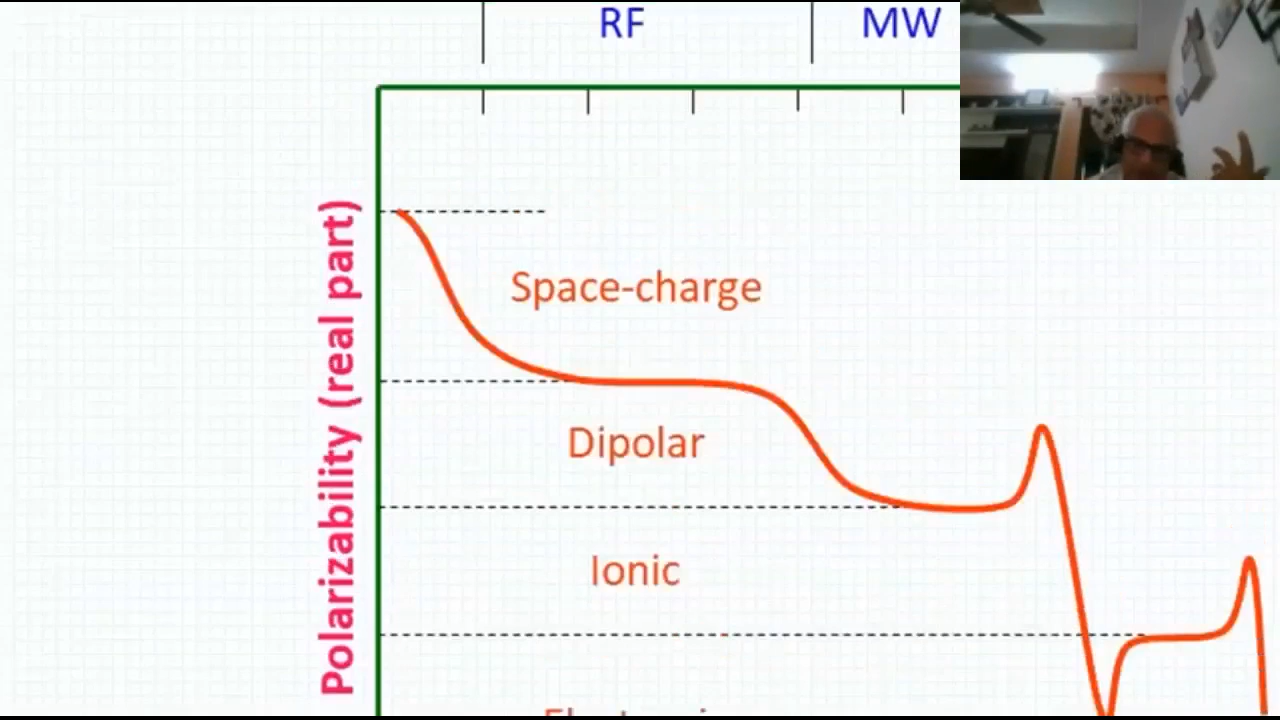 RF MW
Polarizability (real part)
Space-charge
Dipolar
Ionic